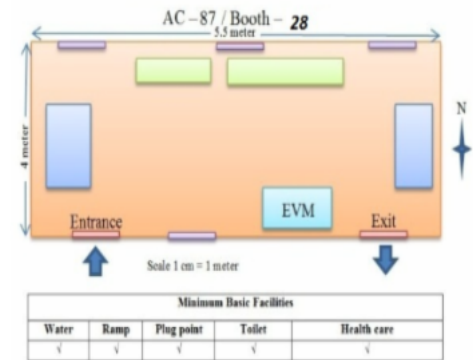 AC – 87 / Booth – 28
5.5 meter
4 meter
N
EVM
Entrance
Exit
Scale 1 cm = 1 meter
Minimum Basic Facilities
Water Ramp Plug point Toilet Health care
√ √ √ √ √